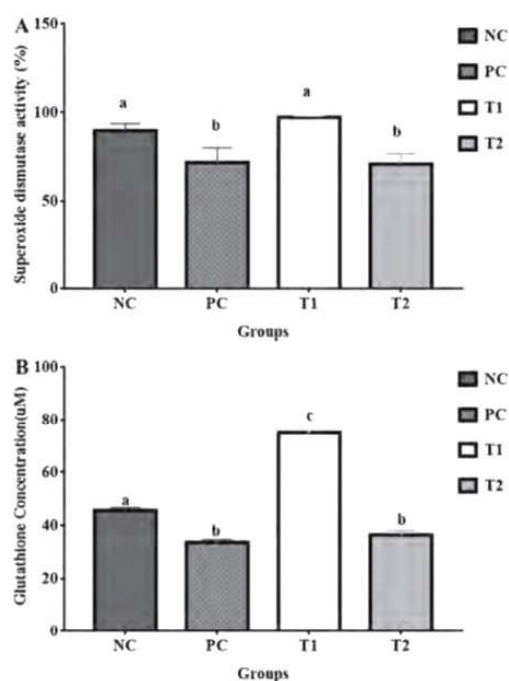 A
Superoxide dismutase activity (%)
150
100
50
0
a
b
a
b
NC
PC
T1
T2
Groups
NC
PC
T1
T2
B
Glutathione Concentration(uM)
100
80
60
40
20
0
a
b
c
b
NC
PC
T1
T2
Groups
NC
PC
T1
T2